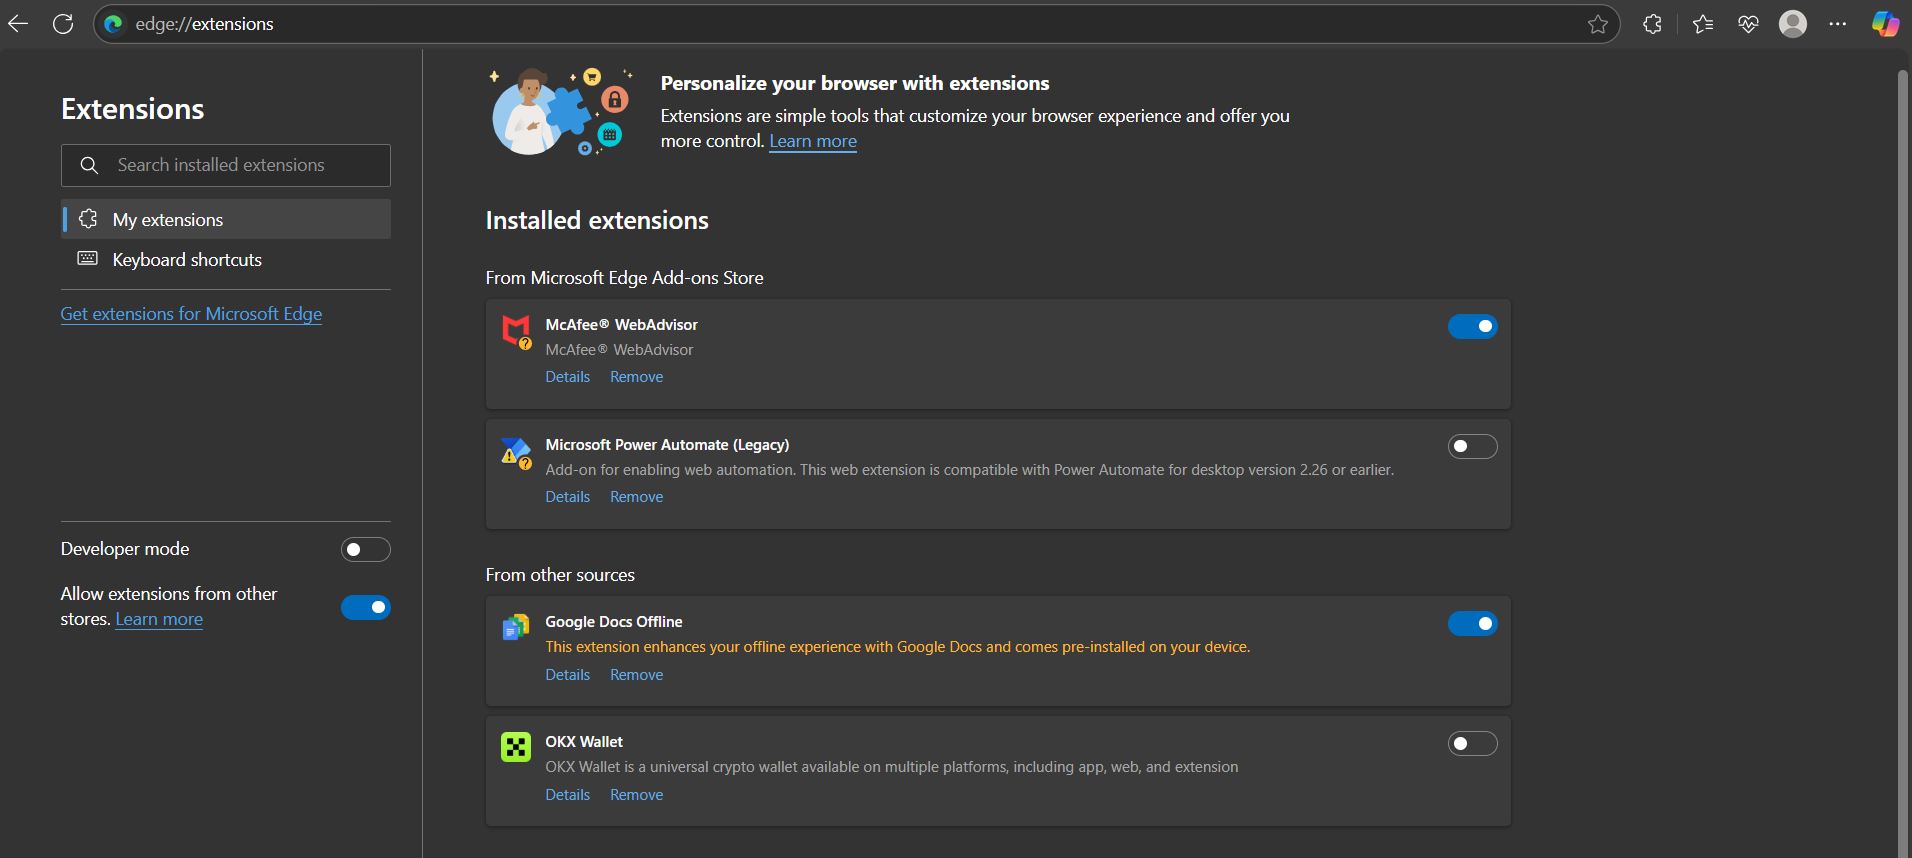 edge://extensions
Extensions
Search installed extensions
My extensions
Keyboard shortcuts
Get extensions for Microsoft Edge
Developer mode
Allow extensions from other
stores. Learn more
Personalize your browser with extensions
Extensions are simple tools that customize your browser experience and offer you
more control. Learn more
Installed extensions
From Microsoft Edge Add-ons Store
McAfee® WebAdvisor
McAfee® WebAdvisor
Details Remove
Microsoft Power Automate (Legacy)
Add-on for enabling web automation. This web extension is compatible with Power Automate for desktop version 2.26 or earlier.
Details Remove
From other sources
Google Docs Offline
This extension enhances your offline experience with Google Docs and comes pre-installed on your device.
Details Remove
OKX Wallet
OKX Wallet is a universal crypto wallet available on multiple platforms, including app, web, and extension
Details Remove